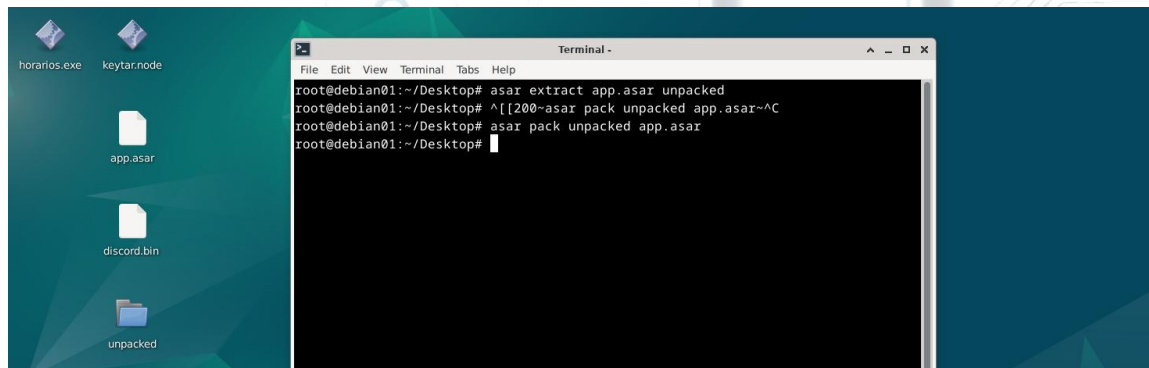 horarios.exe
keytar.node
app.asar
discord.bin
unpacked
Terminal -
File Edit View Terminal Tabs Help
root@debian01:~/Desktop# asar extract app.asar unpacked
root@debian01:~/Desktop# ^[[200~asar pack unpacked app.asar~^C
root@debian01:~/Desktop# asar pack unpacked app.asar
root@debian01:~/Desktop#